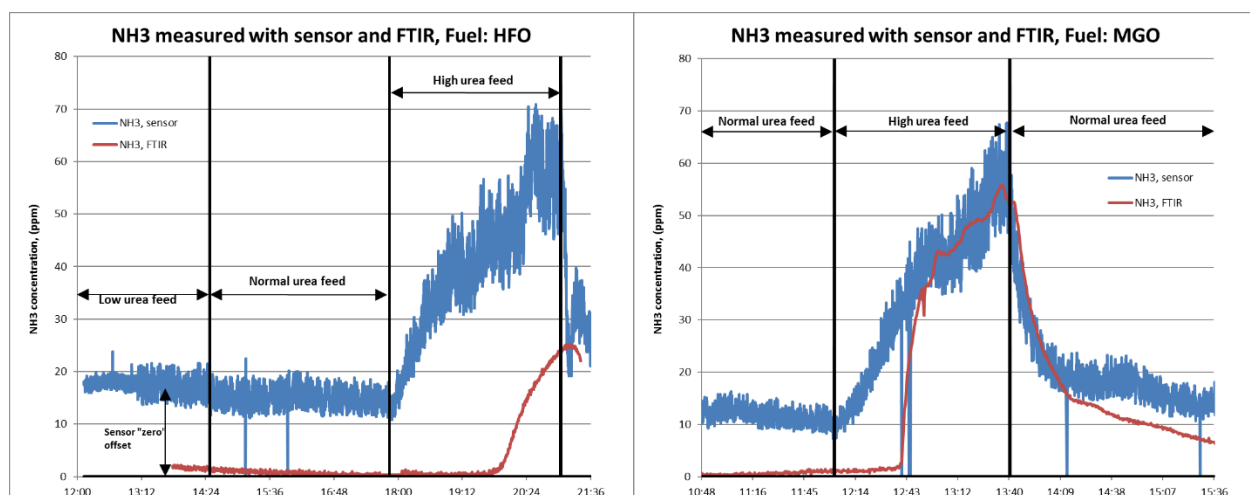 NH3 measured with sensor and FTIR, Fuel: HFO
80
70
60
50
40
30
20
10
0
NH3 concentration, (ppm)
High urea feed
NH3, sensor
NH3, FTIR
Low urea feed
Normal urea feed
Sensor "zero"
offset
12:00 13:12 14:24 15:36 16:48 18:00 19:12 20:24 21:36
NH3 measured with sensor and FTIR, Fuel: MGO
80
70
60
50
40
30
20
10
0
NH3 concentration, (ppm)
Normal urea feed High urea feed Normal urea feed
NH3, sensor
NH3, FTIR
10:48 11:16 11:45 12:14 12:43 13:12 13:40 14:09 14:38 15:07 15:36